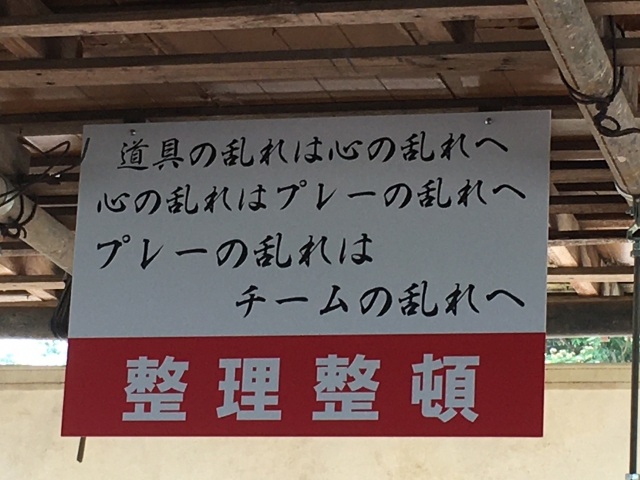 道具の乱れは心の乱れへ
心の乱れはプレーの乱れへ
プレーの乱れは
チームの乱れへ
整理整頓